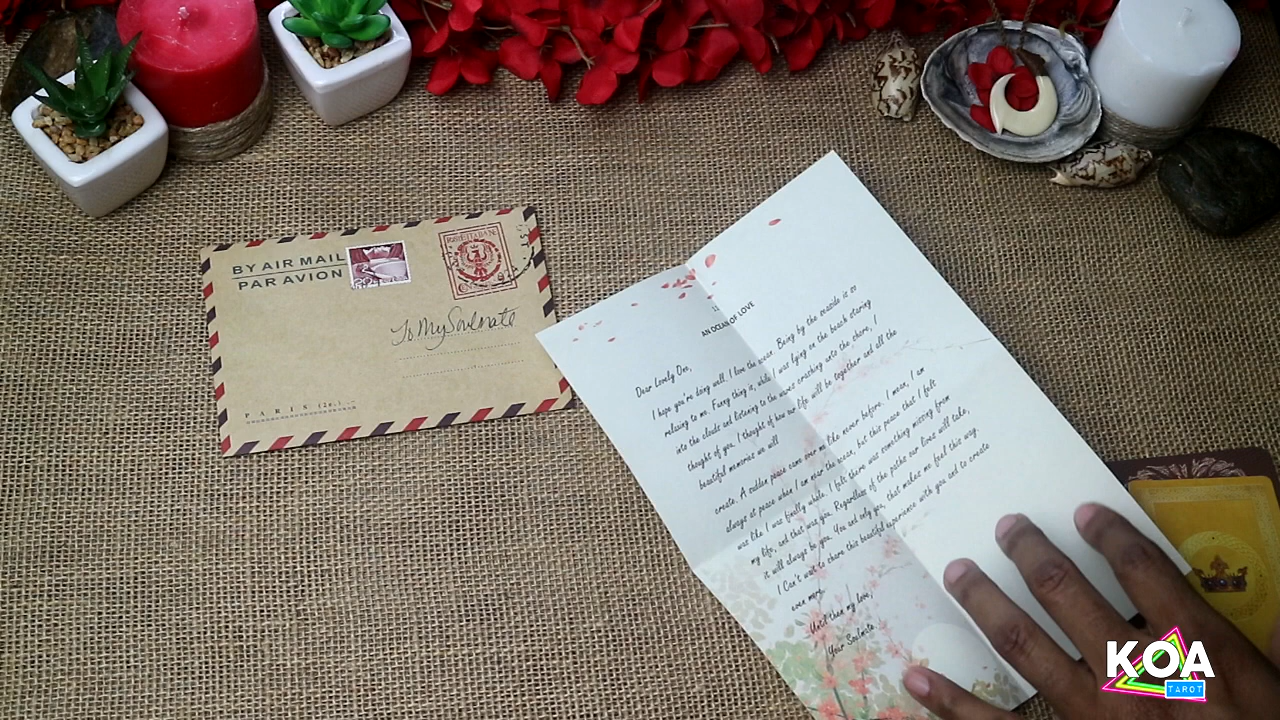 BY AIR MAIL
PAR AVION
To My Soulmate
PARIS
AN OCEAN OF LOVE
Dear Lovely One,
I hope you're doing well. I love the ocean. Being by the seaside is so
relaxing to me. Funny thing is, while I was lying on the beach staring
into the clouds and listening to the waves crashing onto the shore, I
thought of you. I thought of how our life will be together and all the
beautiful memories we will
create. A sudden peace came over me like never before. I mean, I am
always at peace when I am near the ocean, but this peace that I felt
was like I was finally whole. I felt there was something missing from
my life, and that was you. Regardless of the paths our lives will take,
it will always be you. You and only you that makes me feel this way.
I Can't wait to share this beautiful experience with you and to create
even more.
Until then my love,
Your Soulmate
KOA
TAROT